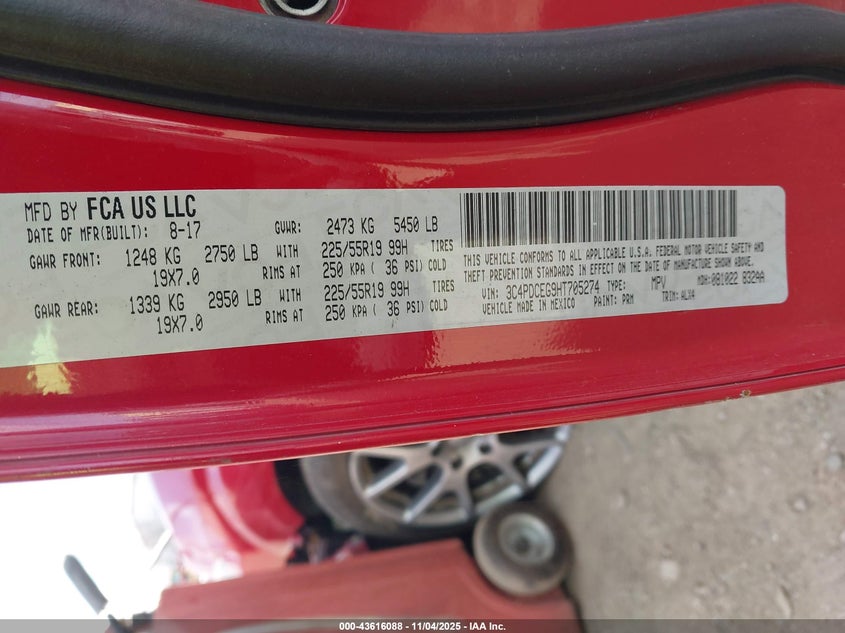 MFD BY FCA US LLC
DATE OF MFR(BUILT): 8-17 GVWR: 2473 KG 5450 LB
GAWR FRONT: 1248 KG 2750 LB WITH 225/55R19 99H TIRES
19X7.0 RIMS AT 250 KPA ( 36 PSI) COLD
GAWR REAR: 1339 KG 2950 LB WITH 225/55R19 99H TIRES
19X7.0 RIMS AT 250 KPA ( 36 PSI) COLD
THIS VEHICLE CONFORMS TO ALL APPLICABLE U.S.A. FEDERAL MOTOR VEHICLE SAFETY AND
THEFT PREVENTION STANDARDS IN EFFECT ON THE DATE OF MANUFACTURE SHOWN ABOVE.
VIN: 3C4PDCEG9HT705274 TYPE: MPV MDH: 081022 832AA
VEHICLE MADE IN MEXICO PAINT: PRM TRIM: ALX4
000-43616088 - 11/04/2025 - IAA Inc.